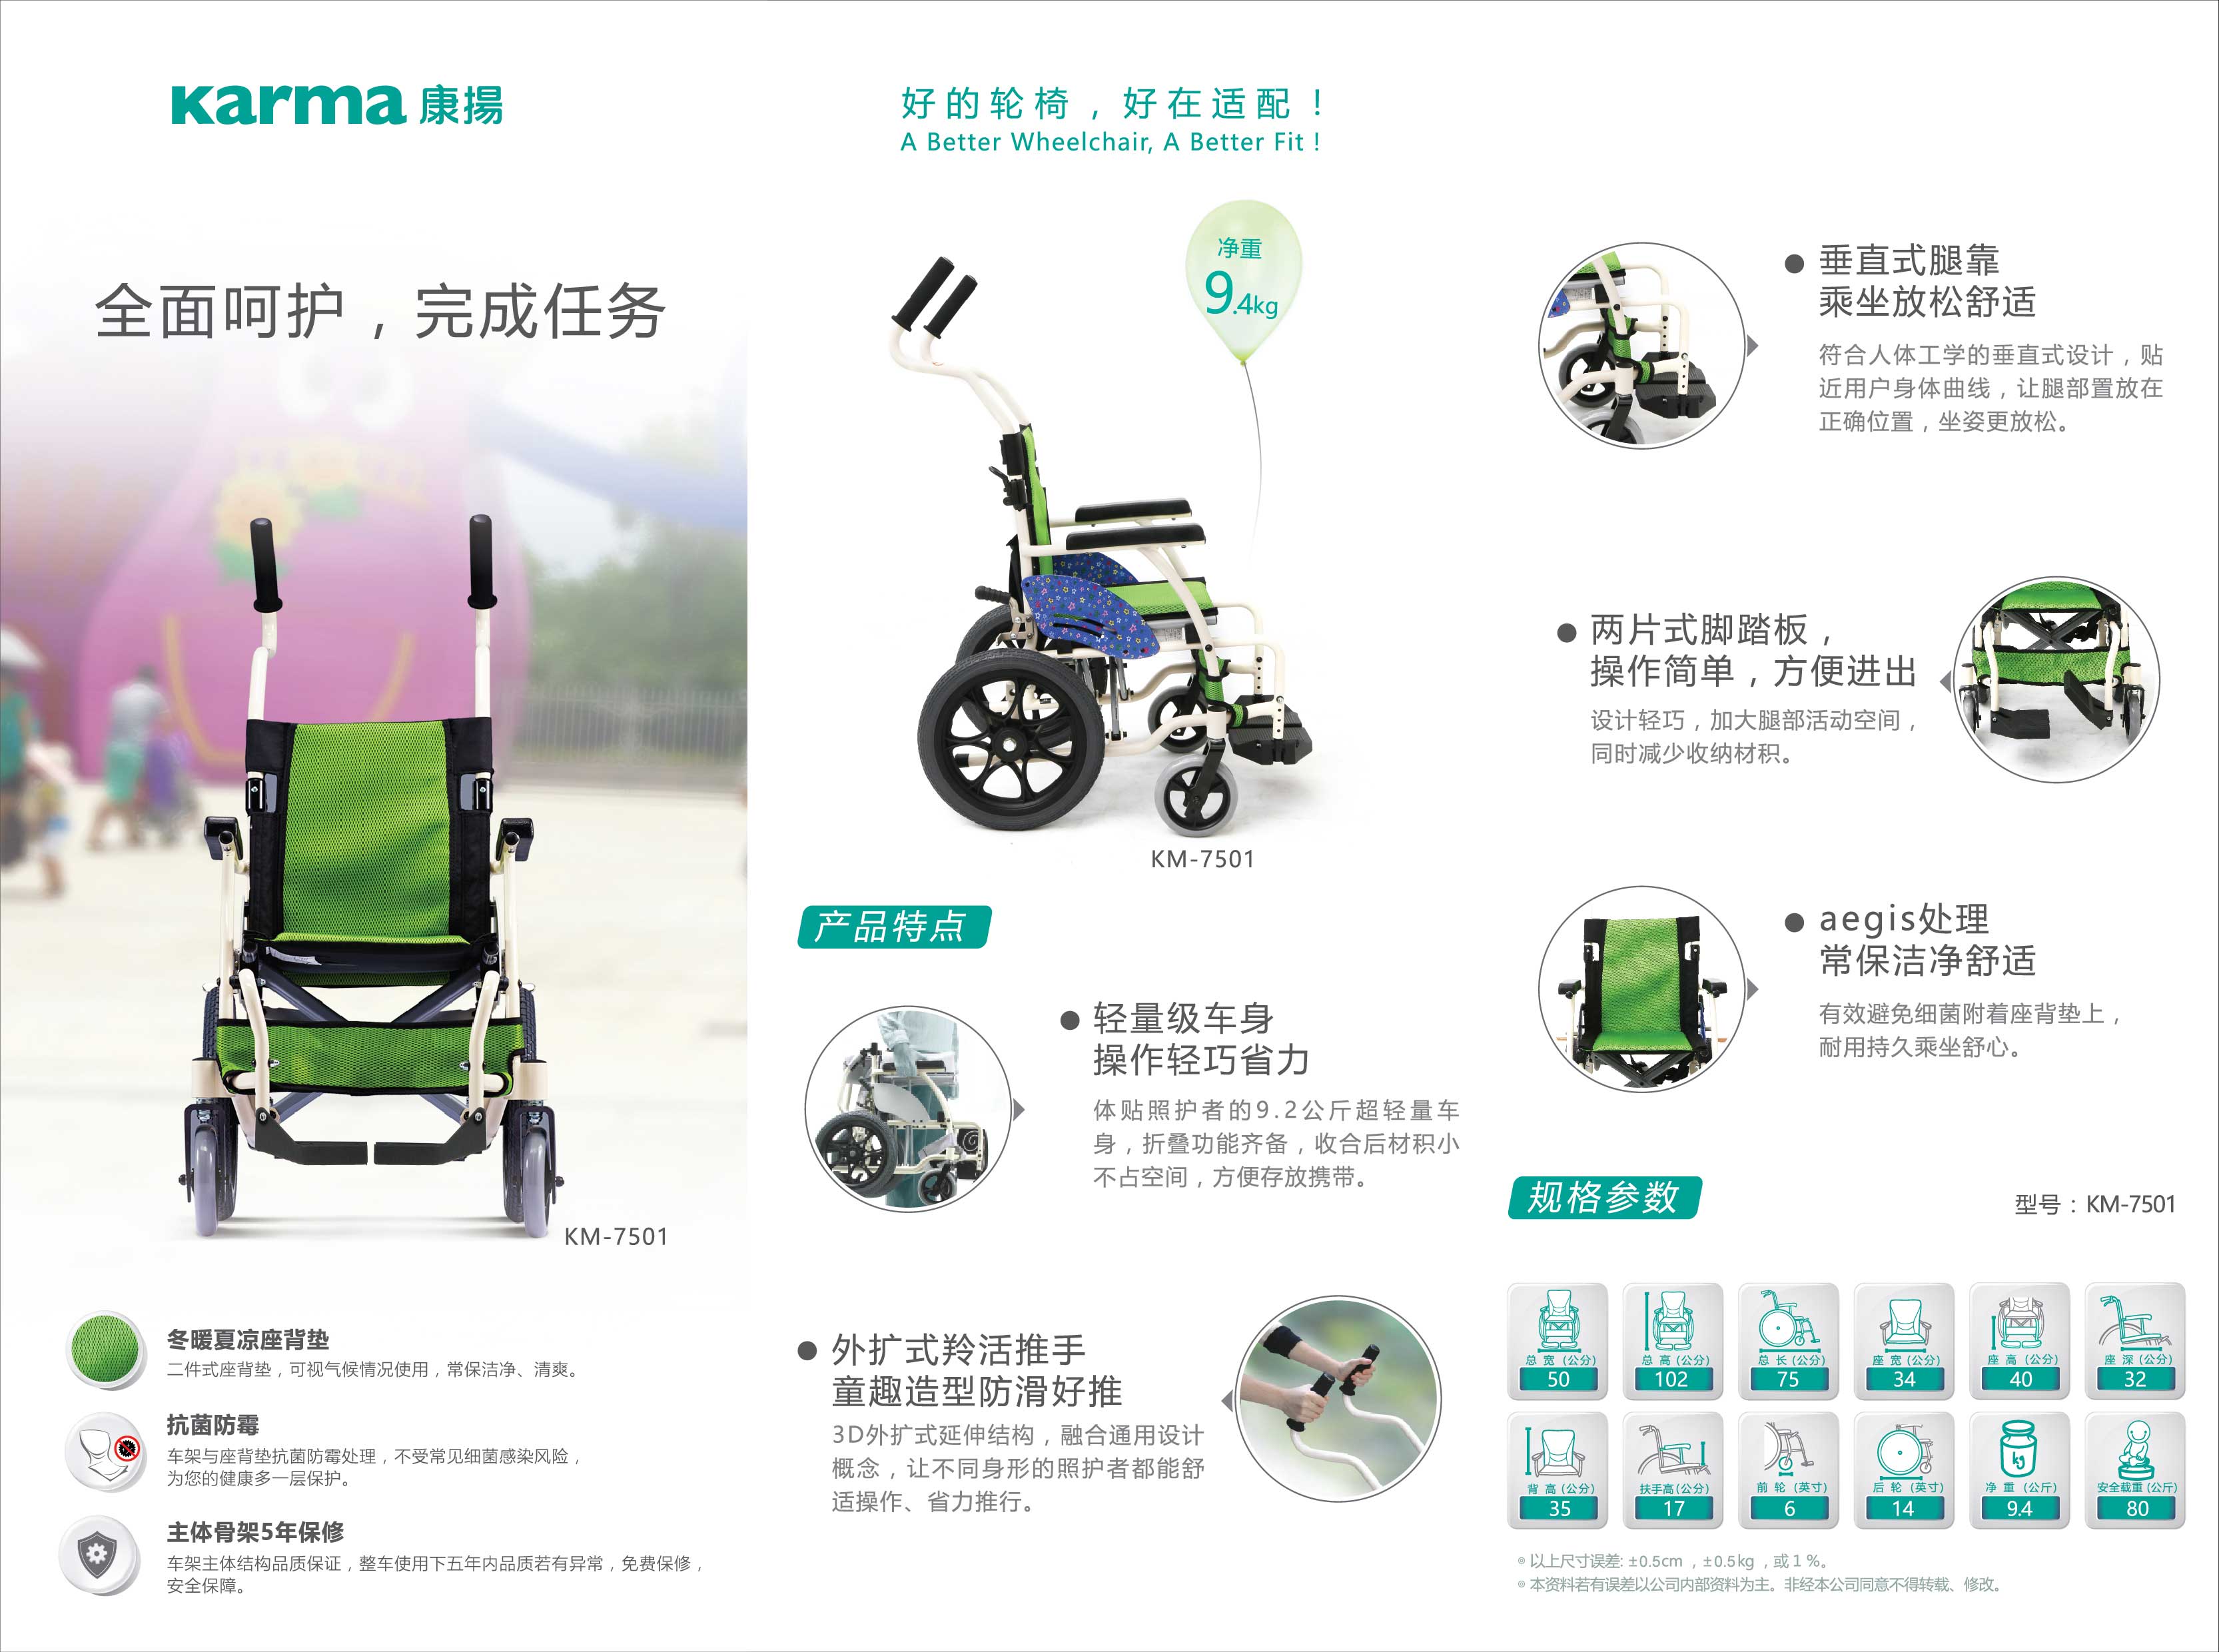 Karma 康揚
全面呵护，完成任务
KM-7501
冬暖夏凉座背垫
二件式座背垫，可视气候情况使用，常保洁净、清爽。
抗菌防霉
车架与座背垫抗菌防霉处理，不受常见细菌感染风险，
为您的健康多一层保护。
主体骨架5年保修
车架主体结构品质保证，整车使用下五年内品质若有异常，免费保修，
安全保障。
好的轮椅，好在适配！
A Better Wheelchair, A Better Fit !
净重
9.4kg
KM-7501
产品特点
轻量级车身
操作轻巧省力
体贴照护者的9.2公斤超轻量车
身，折叠功能齐备，收合后材积小
不占空间，方便存放携带。
外扩式羚活推手
童趣造型防滑好推
3D外扩式延伸结构，融合通用设计
概念，让不同身形的照护者都能舒
适操作、省力推行。
垂直式腿靠
乘坐放松舒适
符合人体工学的垂直式设计，贴
近用户身体曲线，让腿部置放在
正确位置，坐姿更放松。
两片式脚踏板，
操作简单，方便进出
设计轻巧，加大腿部活动空间，
同时减少收纳材积。
aegis处理
常保洁净舒适
有效避免细菌附着座背垫上，
耐用持久乘坐舒心。
规格参数
型号：KM-7501
总 宽 (公分)
50
总 高 (公分)
102
总 长 (公分)
75
座 宽 (公分)
34
座 高 (公分)
40
座 深 (公分)
32
背 高 (公分)
35
扶手高(公分)
17
前 轮 (英寸)
6
后 轮 (英寸)
14
kg
净 重 (公斤)
9.4
安全载重(公斤)
80
以上尺寸误差: ±0.5cm ，±0.5kg ，或 1 %。
本资料若有误差以公司内部资料为主。非经本公司同意不得转载、修改。